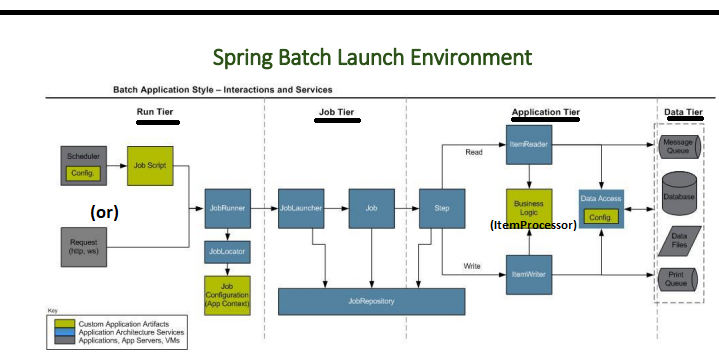 Spring Batch Launch Environment
Batch Application Style – Interactions and Services
Run Tier
Job Tier
Application Tier
Data Tier
Scheduler
Config.
Job Script
(or)
Request
(http, ws)
JobRunner
JobLocator
Job
Configuration
(App Context)
JobLauncher
Job
Step
JobRepository
Read
Write
ItemReader
Business
Logic
(ItemProcessor)
ItemWriter
Data Access
Config.
Message
Queue
Database
Data
Files
Print
Queue
Key
Custom Application Artifacts
Application Architecture Services
Applications, App Servers, VMs